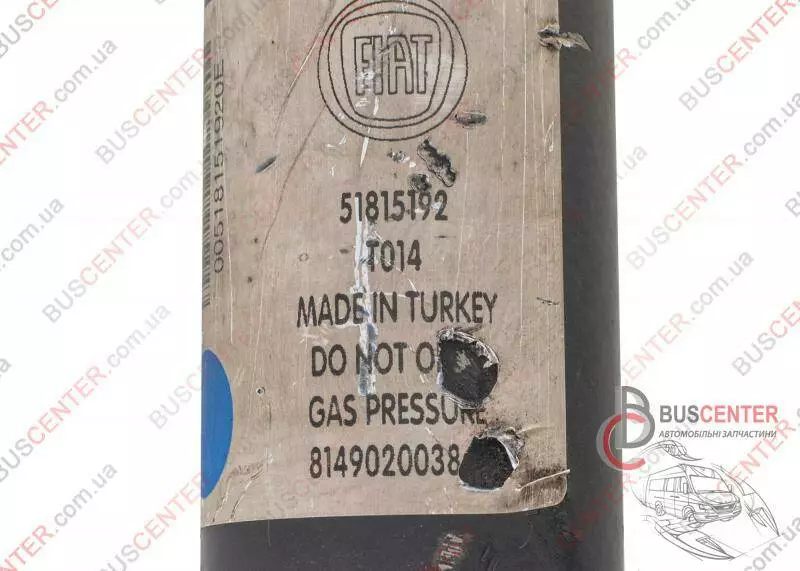 FIAT
51815192
T014
MADE IN TURKEY
DO NOT
GAS PRESSURE
8149020038
00518151920E
BUSCENTER
АВТОМОБІЛЬНІ ЗАПЧАСТИНИ
BUSCENTER.com.ua